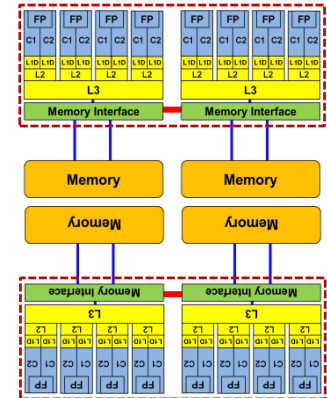 FP FP FP FP FP FP FP FP
C1 C2 C1 C2 C1 C2 C1 C2 C1 C2 C1 C2 C1 C2 C1 C2
L1D L1D L1D L1D L1D L1D L1D L1D L1D L1D L1D L1D L1D L1D L1D L1D
L2 L2 L2 L2 L2 L2 L2 L2
L3 L3
Memory Interface Memory Interface
Memory Memory
Memory Memory
Memory Interface Memory Interface
L3 L3
L2 L2 L2 L2 L2 L2 L2 L2
L1D L1D L1D L1D L1D L1D L1D L1D L1D L1D L1D L1D L1D L1D L1D L1D
C2 C1 C2 C1 C2 C1 C2 C1 C2 C1 C2 C1 C2 C1 C2 C1
FP FP FP FP FP FP FP FP